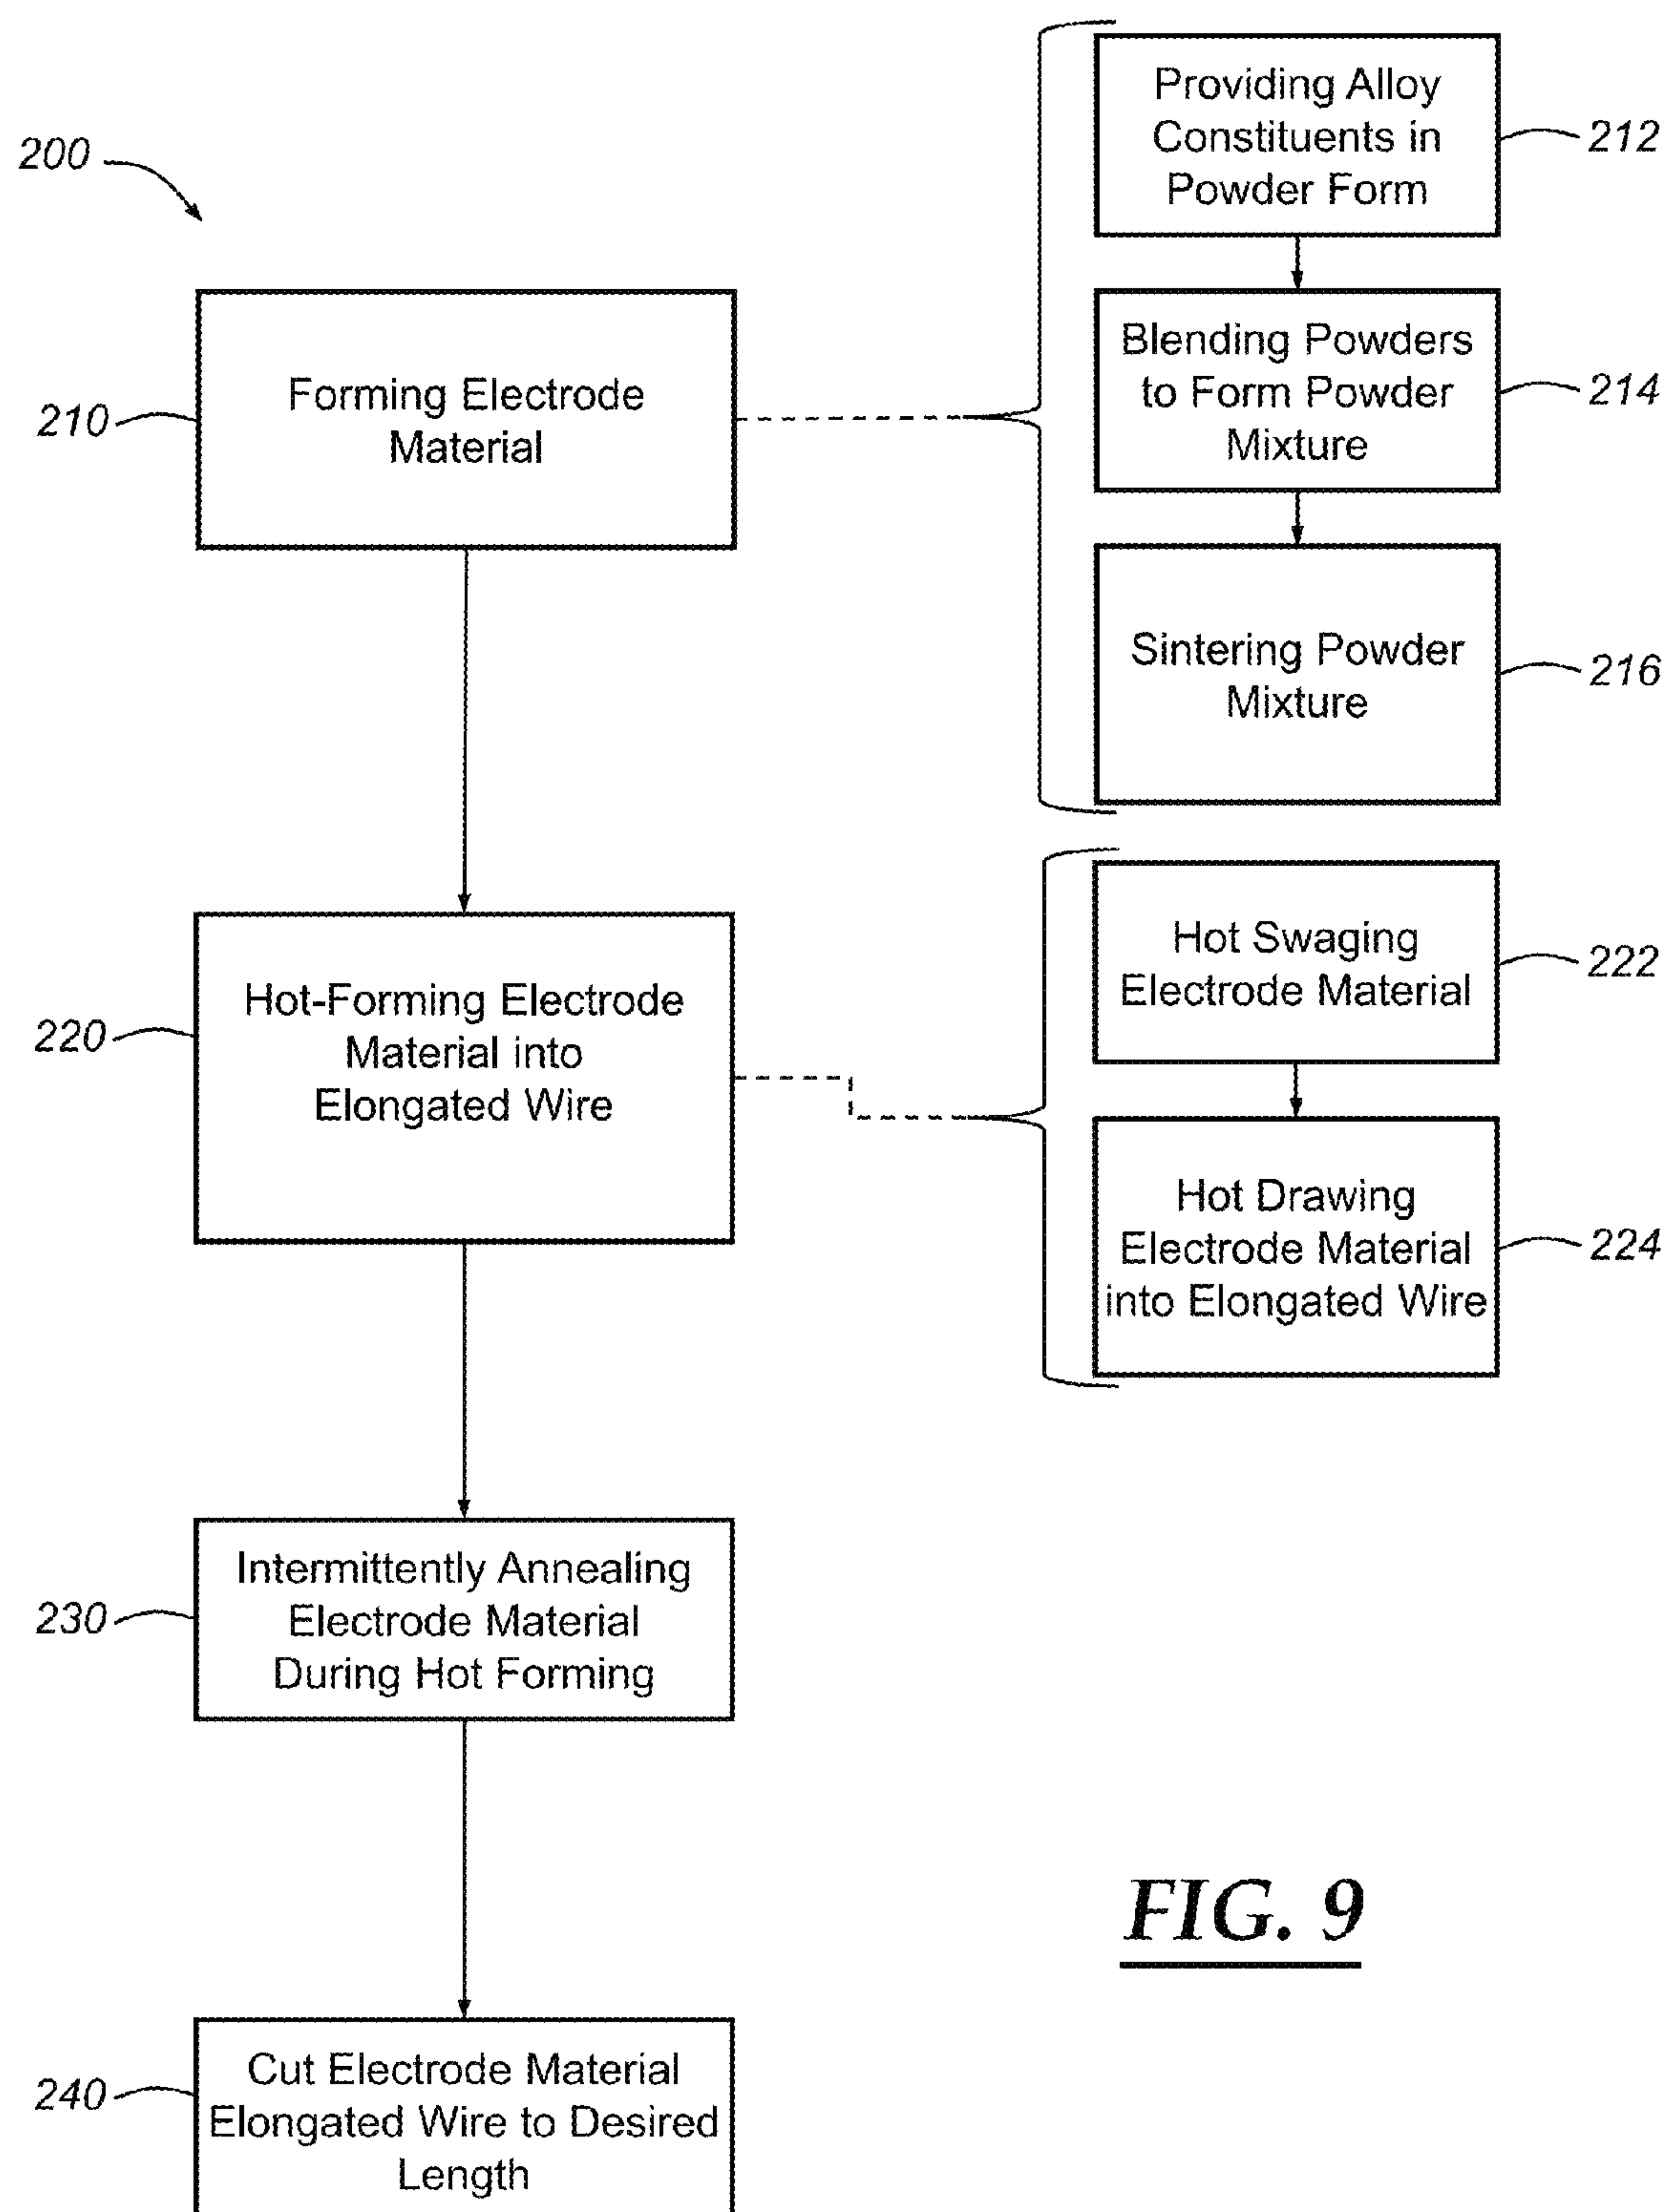 200
210
Forming Electrode
Material
Providing Alloy
Constituents in
Powder Form
212
Blending Powders
to Form Powder
Mixture
214
Sintering Powder
Mixture
216
220
Hot-Forming Electrode
Material into
Elongated Wire
Hot Swaging
Electrode Material
222
Hot Drawing
Electrode Material
into Elongated Wire
224
230
Intermittently Annealing
Electrode Material
During Hot Forming
240
Cut Electrode Material
Elongated Wire to Desired
Length
FIG. 9